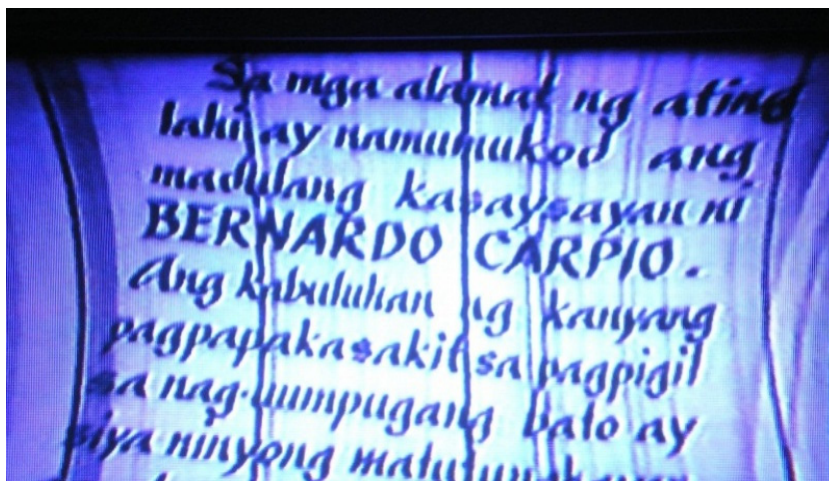 Sa mga alamat ng ating
lahi ay namumukod ang
madulang kasaysayan ni
BERNARDO CARPIO.
Ang kabuluhan ng kanyang
pagpapakasakit sa pagpigil
sa nag-uumpugang bato ay
siya ninyong